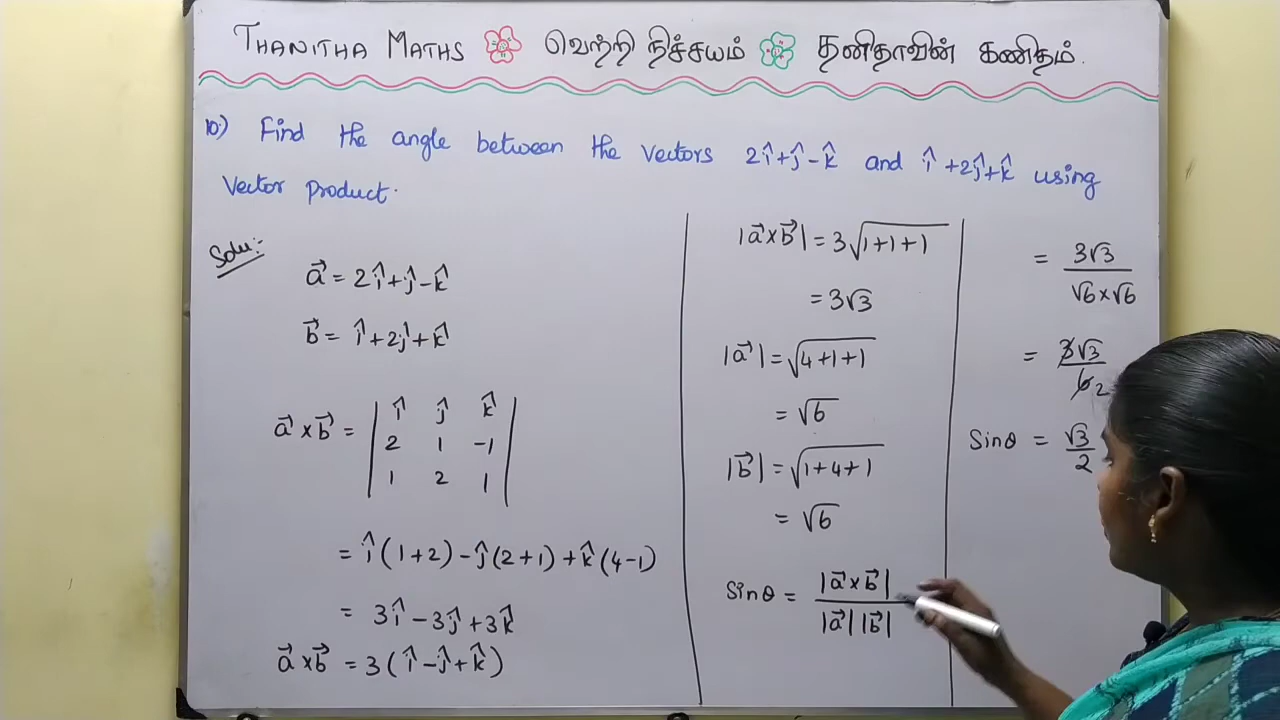 THANITHA MATHS வெற்றி நிச்சயம் தனிதாவின் கணிதம்.
10.) Find the angle between the vectors 2î+ĵ-k̂ and î+2ĵ+k̂ using
Vector product.
Solu:-
a⃗ = 2î+ĵ-k̂
b⃗ = î+2ĵ+k̂
a⃗ × b⃗ = | î ĵ k̂ |
| 2 1 -1 |
| 1 2 1 |
= î(1+2) - ĵ(2+1) + k̂(4-1)
= 3î - 3ĵ + 3k̂
a⃗ × b⃗ = 3(î - ĵ + k̂)
|a⃗ × b⃗| = 3√(1+1+1)
= 3√3
|a⃗| = √(4+1+1)
= √6
|b⃗| = √(1+4+1)
= √6
Sinθ = |a⃗ × b⃗| / |a⃗| |b⃗|
= 3√3 / √6 × √6
= 3√3 / 6 2
Sinθ = √3 / 2